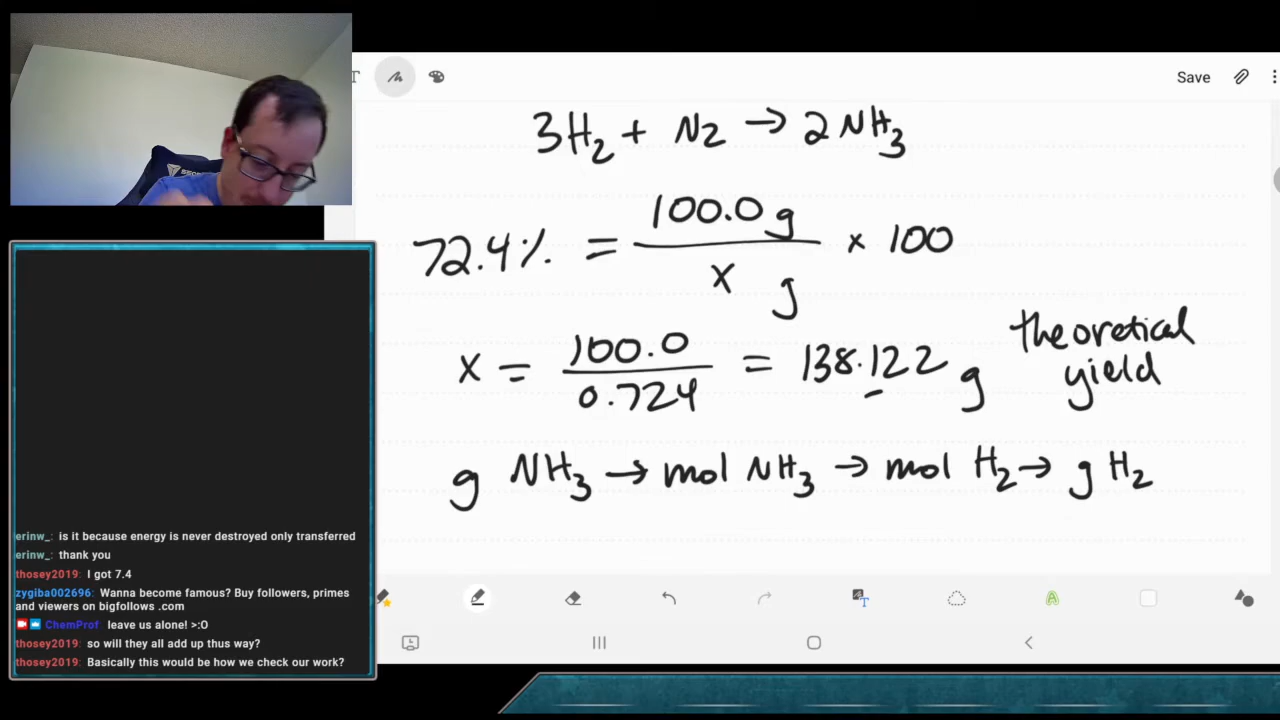 T
Save
3H₂ + N₂ → 2NH₃
72.4% = 100.0 g / x g × 100
x = 100.0 / 0.724 = 138.122 g theoretical yield
g NH₃ → mol NH₃ → mol H₂ → g H₂
A
T
erinw_: is it because energy is never destroyed only transferred
erinw_: thank you
thosey2019: I got 7.4
zygiba002696: Wanna become famous? Buy followers, primes
and viewers on bigfollows .com
ChemProf: leave us alone! >:O
thosey2019: so will they all add up thus way?
thosey2019: Basically this would be how we check our work?